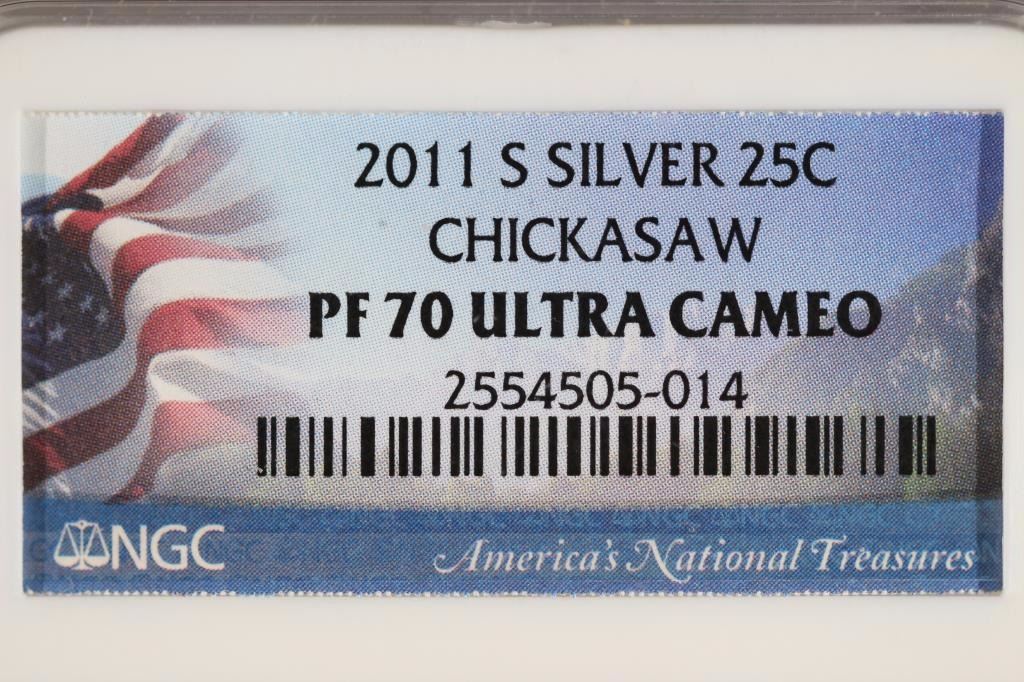 2011 S SILVER 25C
CHICKASAW
PF 70 ULTRA CAMEO
2554505-014
NGC
America's National Treasures